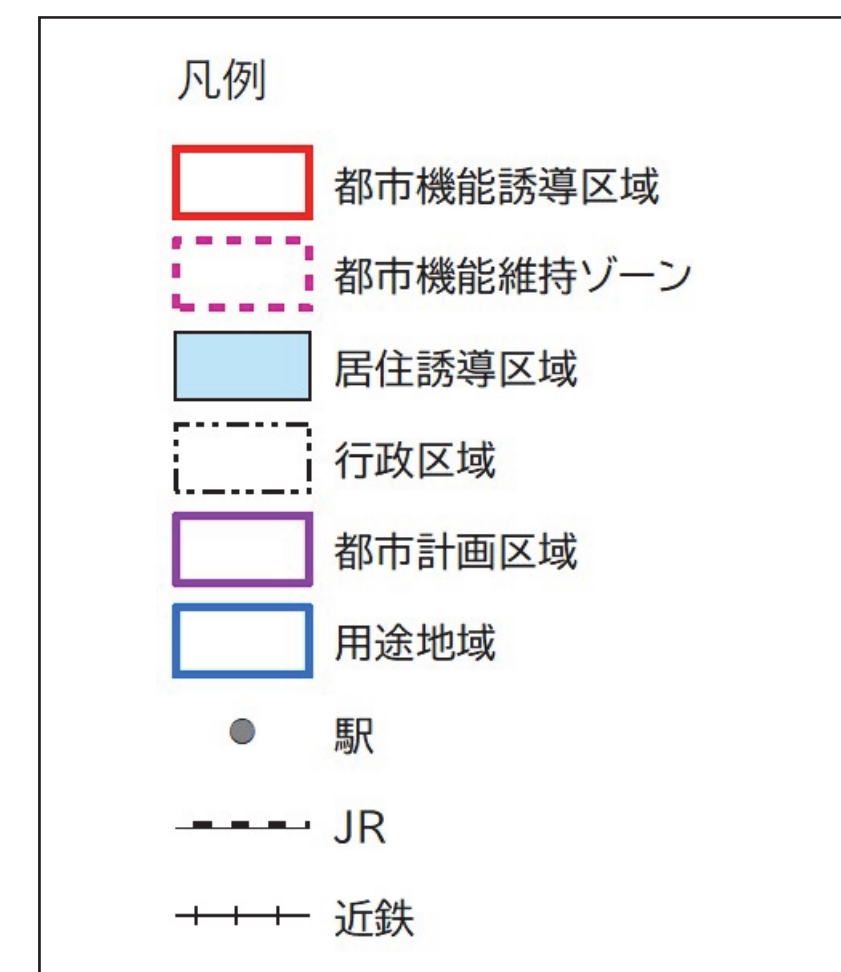 凡例
都市機能誘導区域
都市機能維持ゾーン
居住誘導区域
行政区域
都市計画区域
用途地域
駅
JR
近鉄